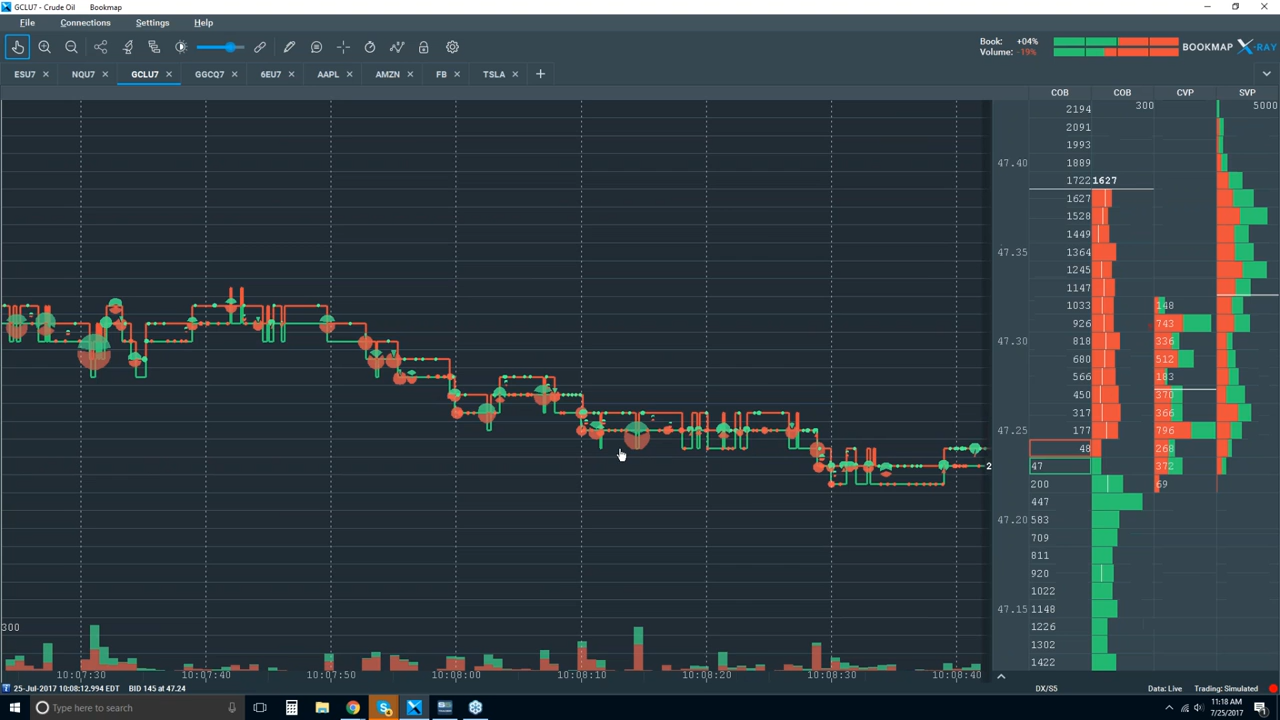 GCLU7 - Crude Oil Bookmap
File Connections Settings Help
Book: +04%
Volume: -19%
BOOKMAP X-RAY
ESU7 × NQU7 × GCLU7 × GGCQ7 × 6EU7 × AAPL × AMZN × FB × TSLA × +
COB COB CVP SVP
2194 300 5000
2091
1993
47.40
1889
1722 1627
1627
1528
1449
47.35 1364
1245
1147
1033 148
926 743
47.30 818 336
680 512
566 183
450 370
317 366
47.25 177 796
48 268
2 47 372
200 69
447
47.20 583
709
811
920
1022
47.15 1148
300 1226
1302
1422
10:07:30 10:07:40 10:07:50 10:08:00 10:08:10 10:08:20 10:08:30 10:08:40
25-Jul-2017 10:08:12.994 EDT BID 145 at 47.24 DX/S5 Data: Live Trading: Simulated
Type here to search
11:18 AM
7/25/2017